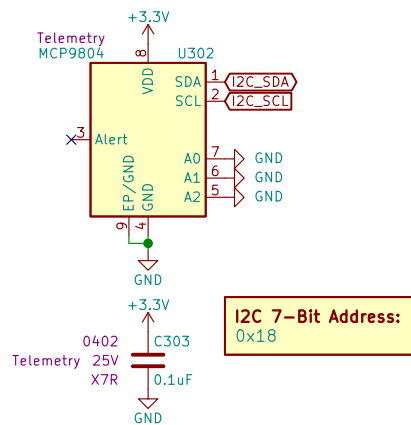 +3.3V
Telemetry
MCP9804 U302
8
VDD
SDA 1 I2C_SDA
SCL 2 I2C_SCL
3 Alert
A0 7 GND
A1 6 GND
A2 5 GND
EP/GND
GND
9 4
GND
+3.3V
I2C 7-Bit Address:
0x18
0402 C303
Telemetry 25V
X7R 0.1uF
GND